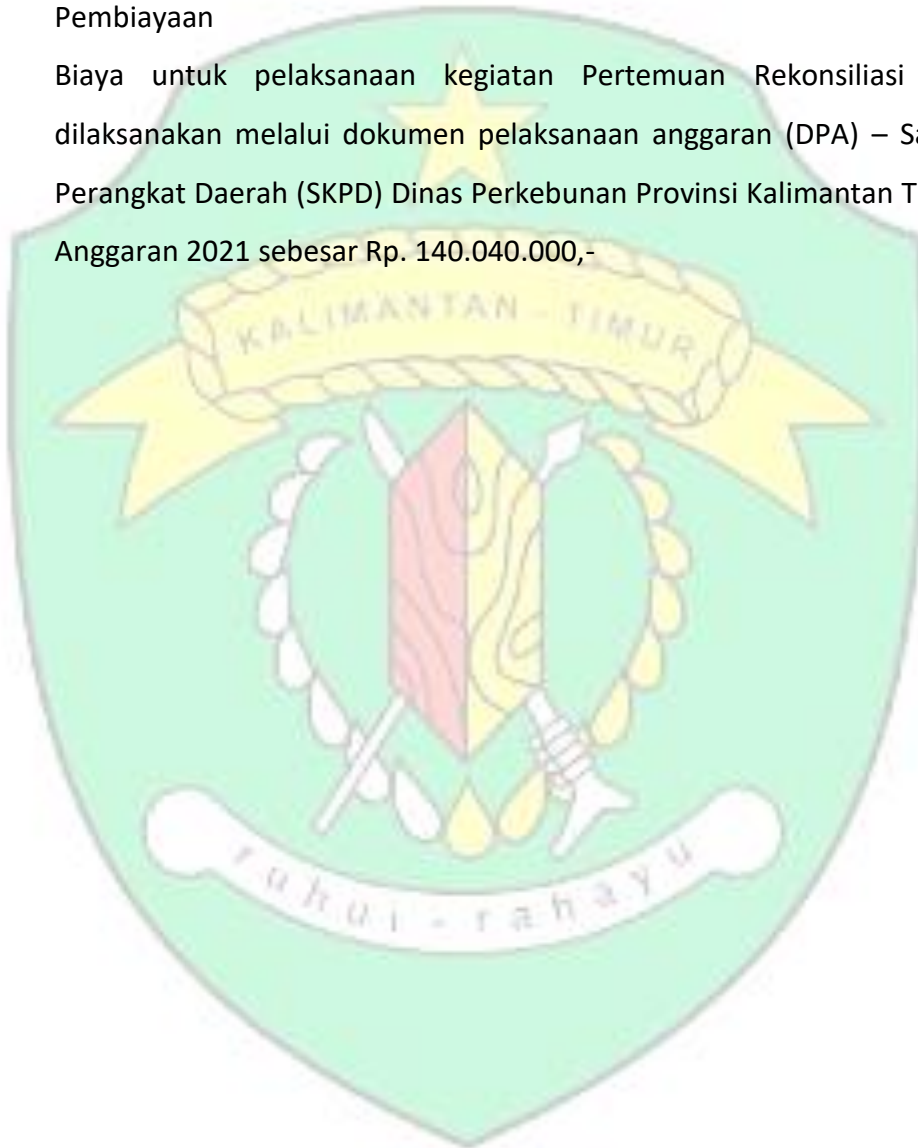 Pembiayaan
Biaya untuk pelaksanaan kegiatan Pertemuan Rekonsiliasi
dilaksanakan melalui dokumen pelaksanaan anggaran (DPA) –
Perangkat Daerah (SKPD) Dinas Perkebunan Provinsi Kalimantan
Anggaran 2021 sebesar Rp. 140.040.000,-
KALIMANTAN - TIMUR
ruhui - rahayu